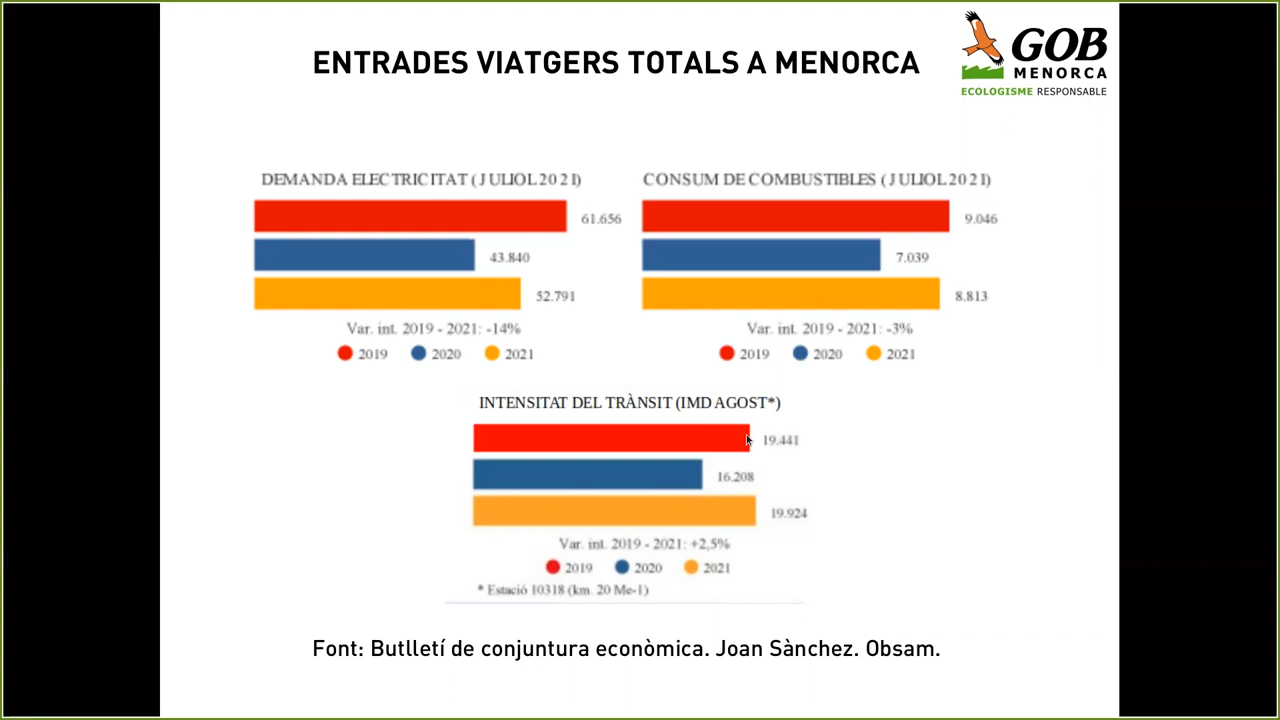 ENTRADES VIATGERS TOTALS A MENORCA
GOB
MENORCA
ECOLOGISME RESPONSABLE
DEMANDA ELECTRICITAT (JULIOL 2021)
61.656
43.840
52.791
Var. int. 2019 - 2021: -14%
2019 2020 2021
CONSUM DE COMBUSTIBLES (JULIOL 2021)
9.046
7.039
8.813
Var. int. 2019 - 2021: -3%
2019 2020 2021
INTENSITAT DEL TRÀNSIT (IMD AGOST*)
19.441
16.208
19.924
Var. int. 2019 - 2021: +2,5%
2019 2020 2021
* Estació 10318 (km. 20 Me-1)
Font: Butlletí de conjuntura econòmica. Joan Sànchez. Obsam.